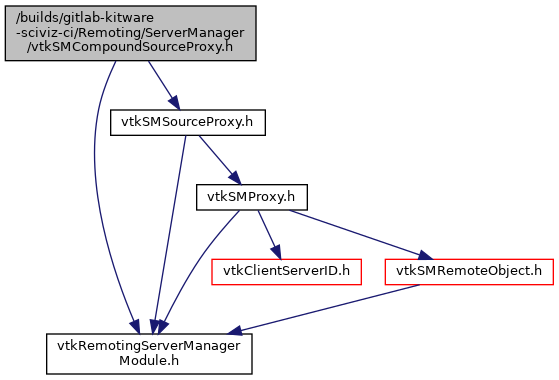 /builds/gitlab-kitware
-sciviz-ci/Remoting/ServerManager
/vtkSMCompoundSourceProxy.h
vtkSMSourceProxy.h
vtkSMProxy.h
vtkClientServerID.h
vtkSMRemoteObject.h
vtkRemotingServerManager
Module.h